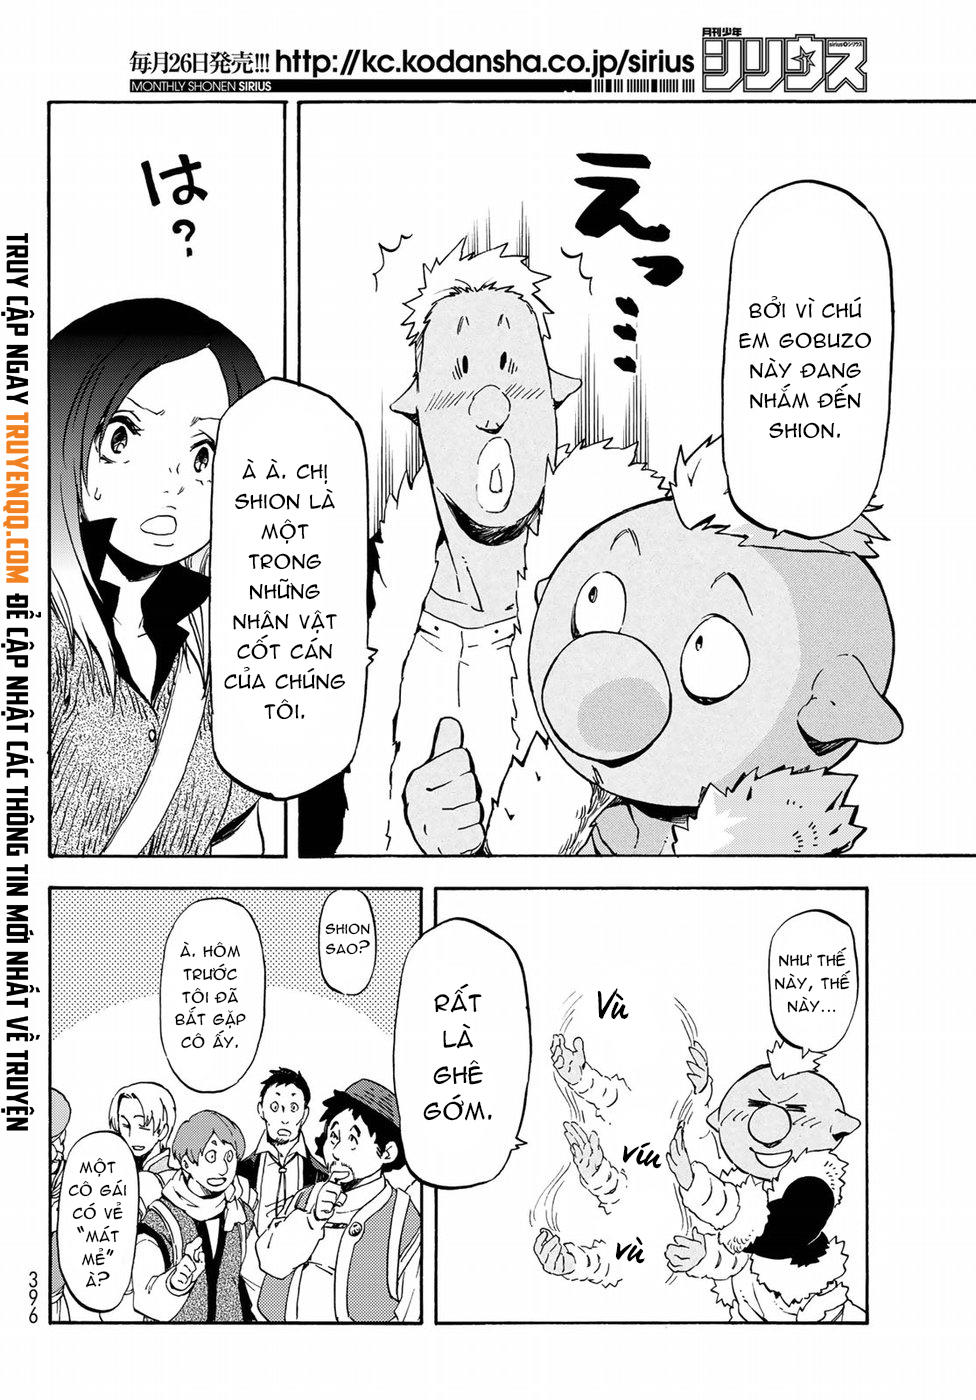 毎月26日発売!!! http://kc.kodansha.co.jp/sirius
MONTHLY SHONEN SIRIUS
月刊少年
シリウス
え…
BỞI VÌ CHÚ
EM GOBUZO
NÀY ĐANG
NHẮM ĐẾN
SHION.
は?
À À. CHỊ
SHION LÀ
MỘT
TRONG
NHỮNG
NHÂN VẬT
CỐT CÁN
CỦA CHÚNG
TÔI.
NHƯ THẾ
NÀY, THẾ
NÀY...
Vù
víu
vù
RẤT
LÀ
GHÊ
GỚM.
SHION
SAO?
À. HÔM
TRƯỚC
TÔI ĐÃ
BẮT GẶP
CÔ ẤY.
MỘT
CÔ GÁI
CÓ VẺ
"MÁT
MẺ"
À?
396
TRUY CẬP NGAY TRUYENQQ.COM ĐỂ CẬP NHẬT CÁC THÔNG TIN MỚI NHẤT VỀ TRUYỆN